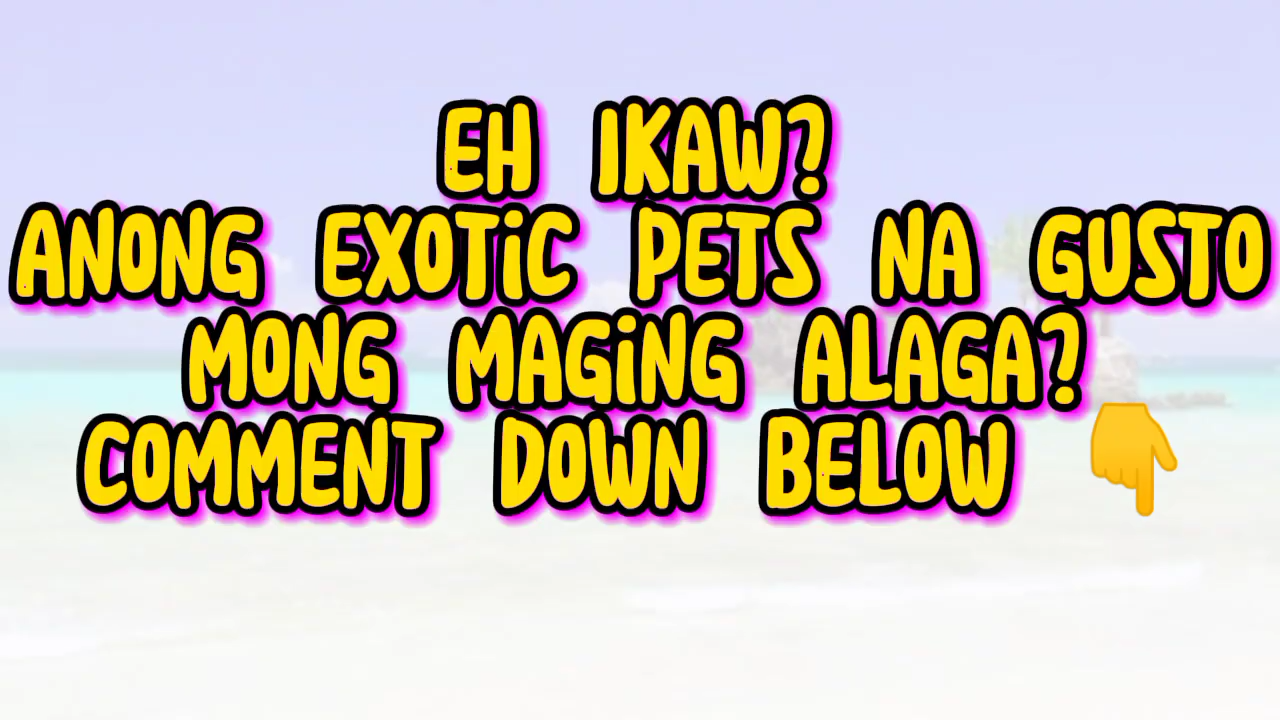 EH IKAW?
ANONG EXOTiC PETS NA GUSTO
MONG MAGiNG ALAGA?
COMMENT DOWN BELOW 👇